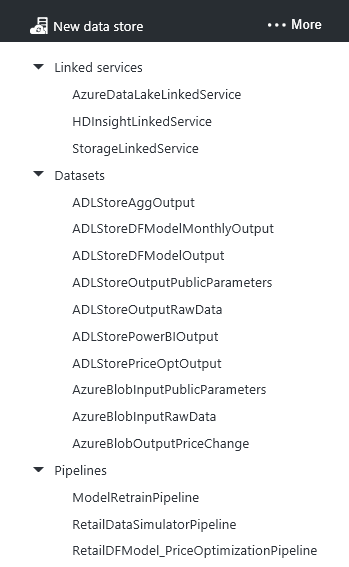 New data store
••• More
Linked services
AzureDataLakeLinkedService
HDInsightLinkedService
StorageLinkedService
Datasets
ADLStoreAggOutput
ADLStoreDFModelMonthlyOutput
ADLStoreDFModelOutput
ADLStoreOutputPublicParameters
ADLStoreOutputRawData
ADLStorePowerBIOutput
ADLStorePriceOptOutput
AzureBlobInputPublicParameters
AzureBlobInputRawData
AzureBlobOutputPriceChange
Pipelines
ModelRetrainPipeline
RetailDataSimulatorPipeline
RetailDFModel_PriceOptimizationPipeline